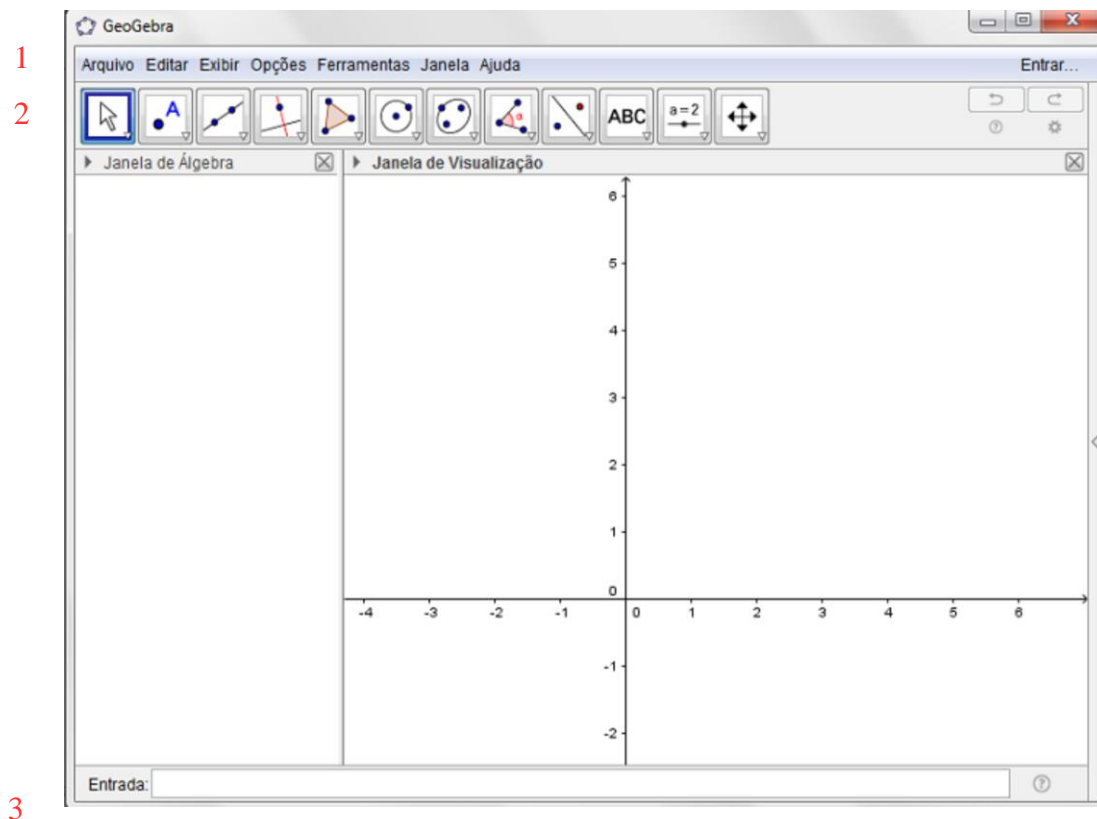 GeoGebra
1
Arquivo Editar Exibir Opções Ferramentas Janela Ajuda Entrar...
2
A α ABC a=2
Janela de Álgebra Janela de Visualização
6
5
4
3
2
1
0
-4 -3 -2 -1 0 1 2 3 4 5 6
-1
-2
Entrada:
3